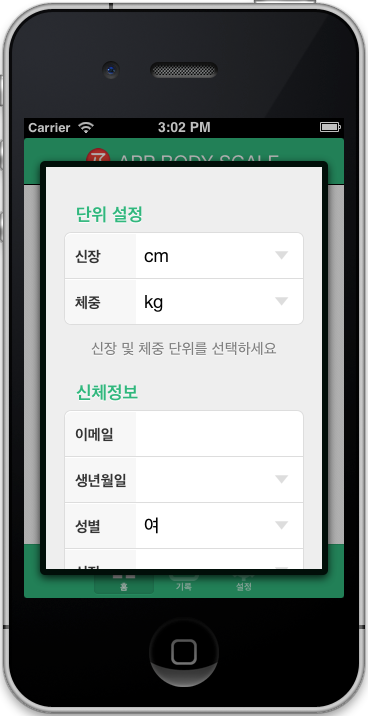 Carrier 3:02 PM
APP BODY SCALE
단위 설정
신장 cm
체중 kg
신장 및 체중 단위를 선택하세요
신체정보
이메일
생년월일
성별 여
홈 기록 설정